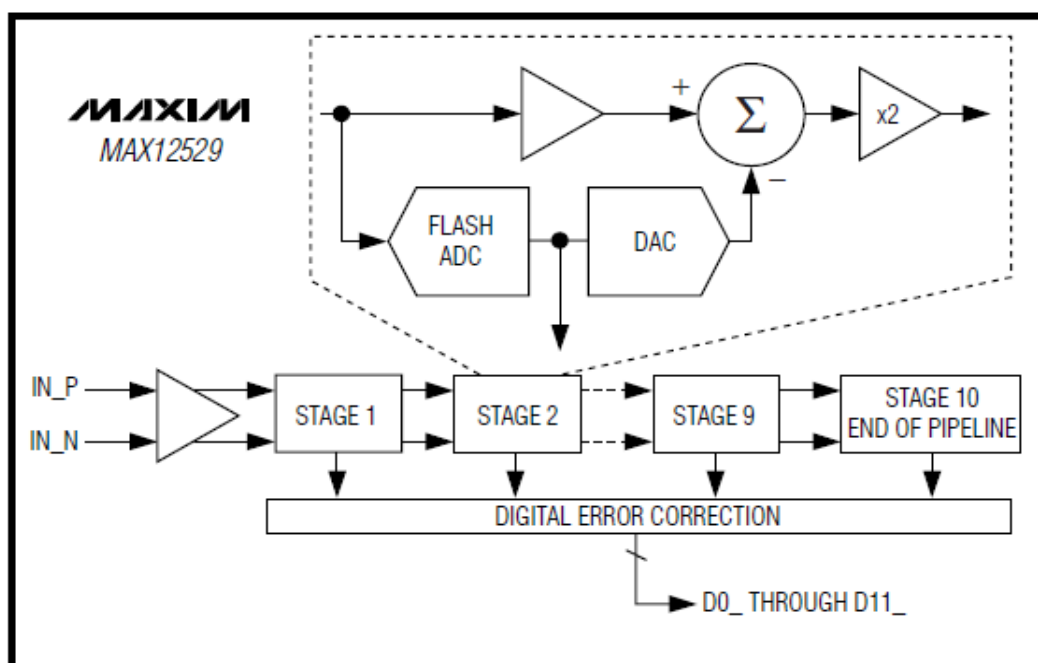 MAXIM
MAX12529
+
Σ
−
x2
FLASH
ADC
DAC
IN_P
IN_N
STAGE 1
STAGE 2
STAGE 9
STAGE 10
END OF PIPELINE
DIGITAL ERROR CORRECTION
D0_ THROUGH D11_